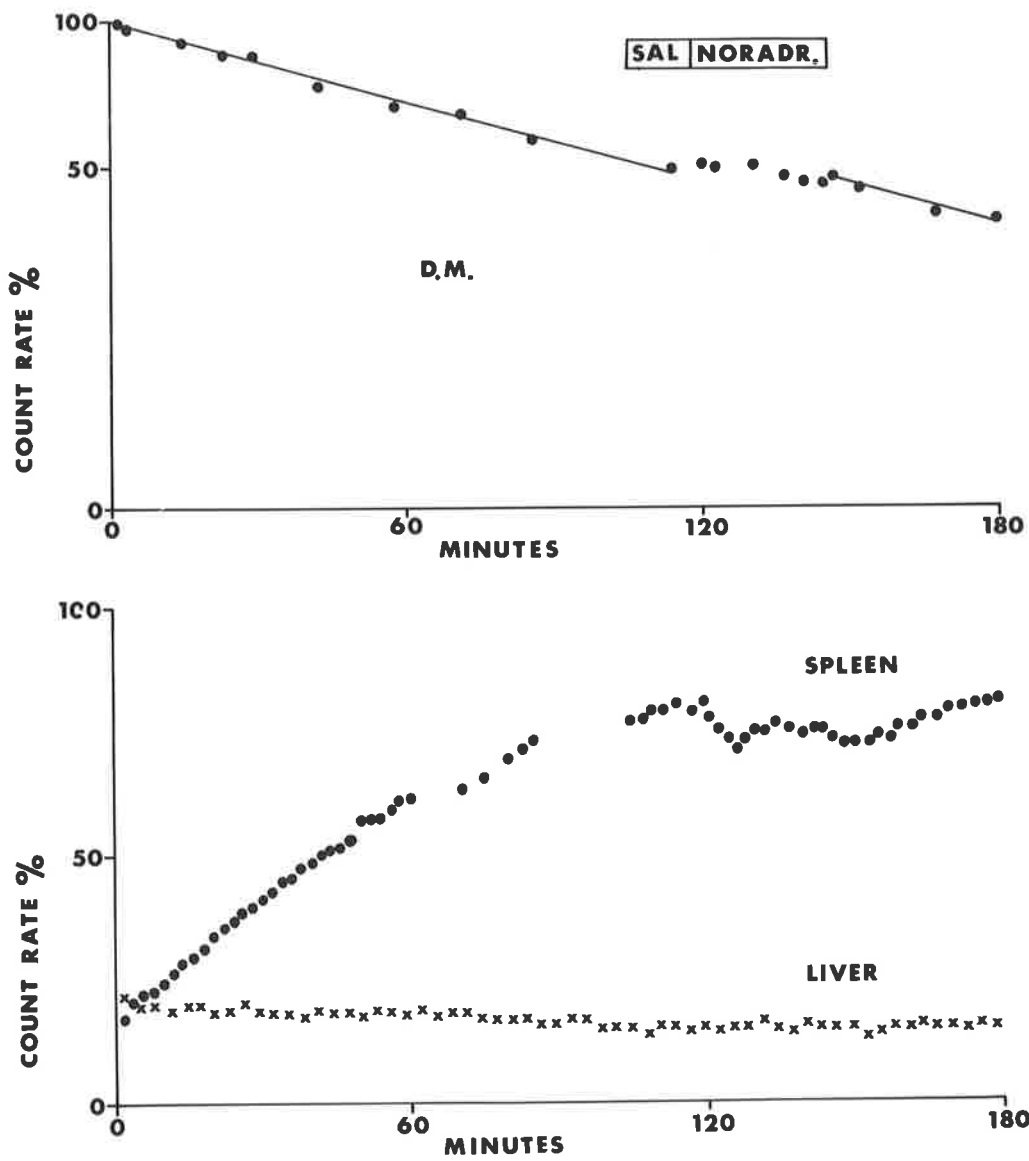 100
SAL NORADR.
50
D.M.
COUNT RATE %
0
0 60 120 180
MINUTES
100
SPLEEN
50
COUNT RATE %
LIVER
0
0 60 120 180
MINUTES